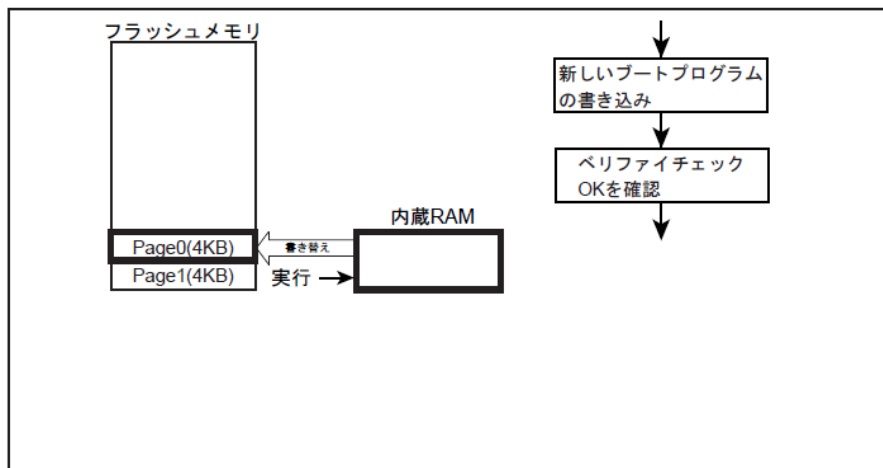 フラッシュメモリ
新しいブートプログラム
の書き込み
ベリファイチェック
OKを確認
内蔵RAM
Page0(4KB)
書き替え
Page1(4KB)
実行